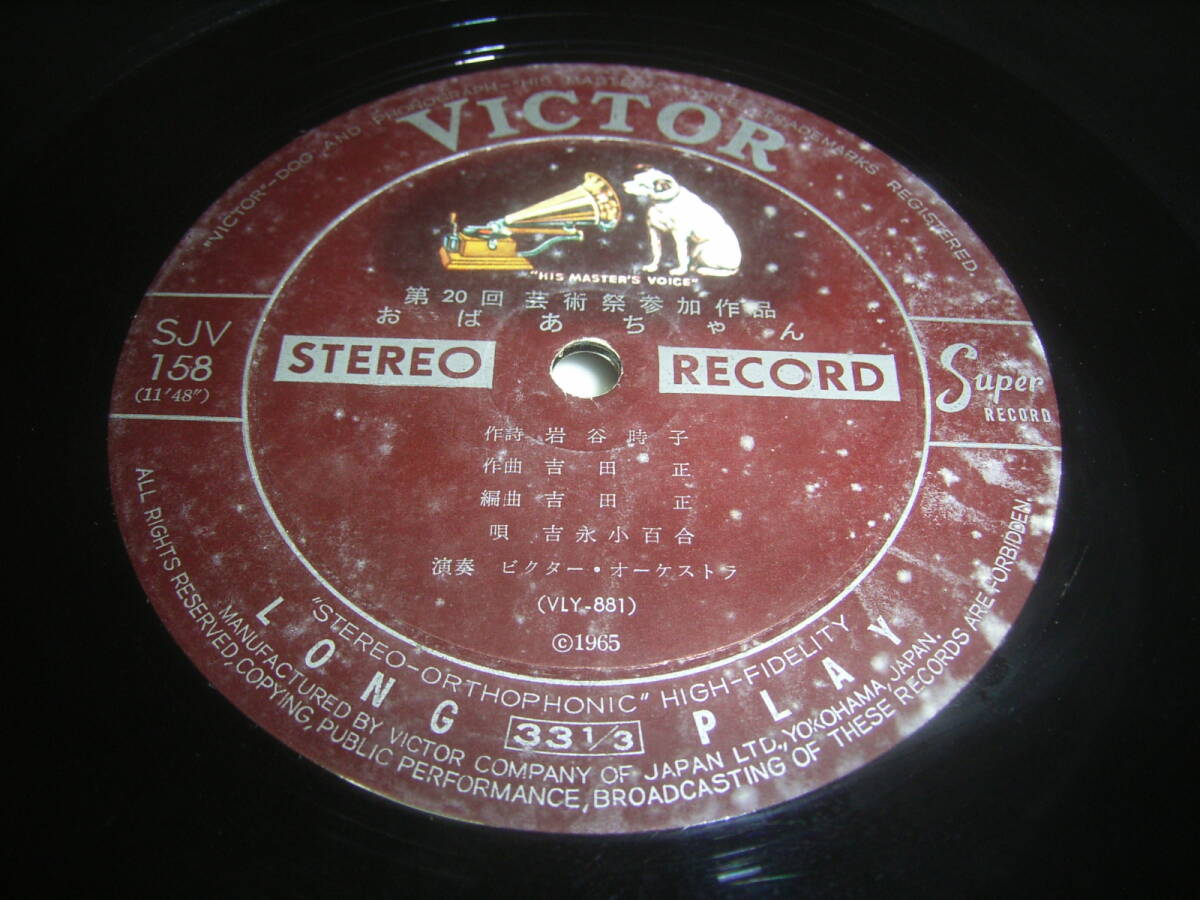 "VICTOR"-DOG AND PHONOGRAPH-"HIS MASTER'S VOICE" TRADEMARKS REGISTERED.
VICTOR
"HIS MASTER'S VOICE"
第20回 芸術祭参加作品
おばあちゃん
SJV
158
(11'48")
STEREO RECORD
Super
RECORD
作詩 岩谷時子
作曲 吉田 正
編曲 吉田 正
唄 吉永小百合
演奏 ビクター・オーケストラ
(VLY-881)
©1965
"STEREO-ORTHOPHONIC" HIGH-FIDELITY
LONG 33 1/3 PLAY
MANUFACTURED BY VICTOR COMPANY OF JAPAN LTD., YOKOHAMA, JAPAN.
ALL RIGHTS RESERVED, COPYING, PUBLIC PERFORMANCE, BROADCASTING OF THESE RECORDS ARE FORBIDDEN.